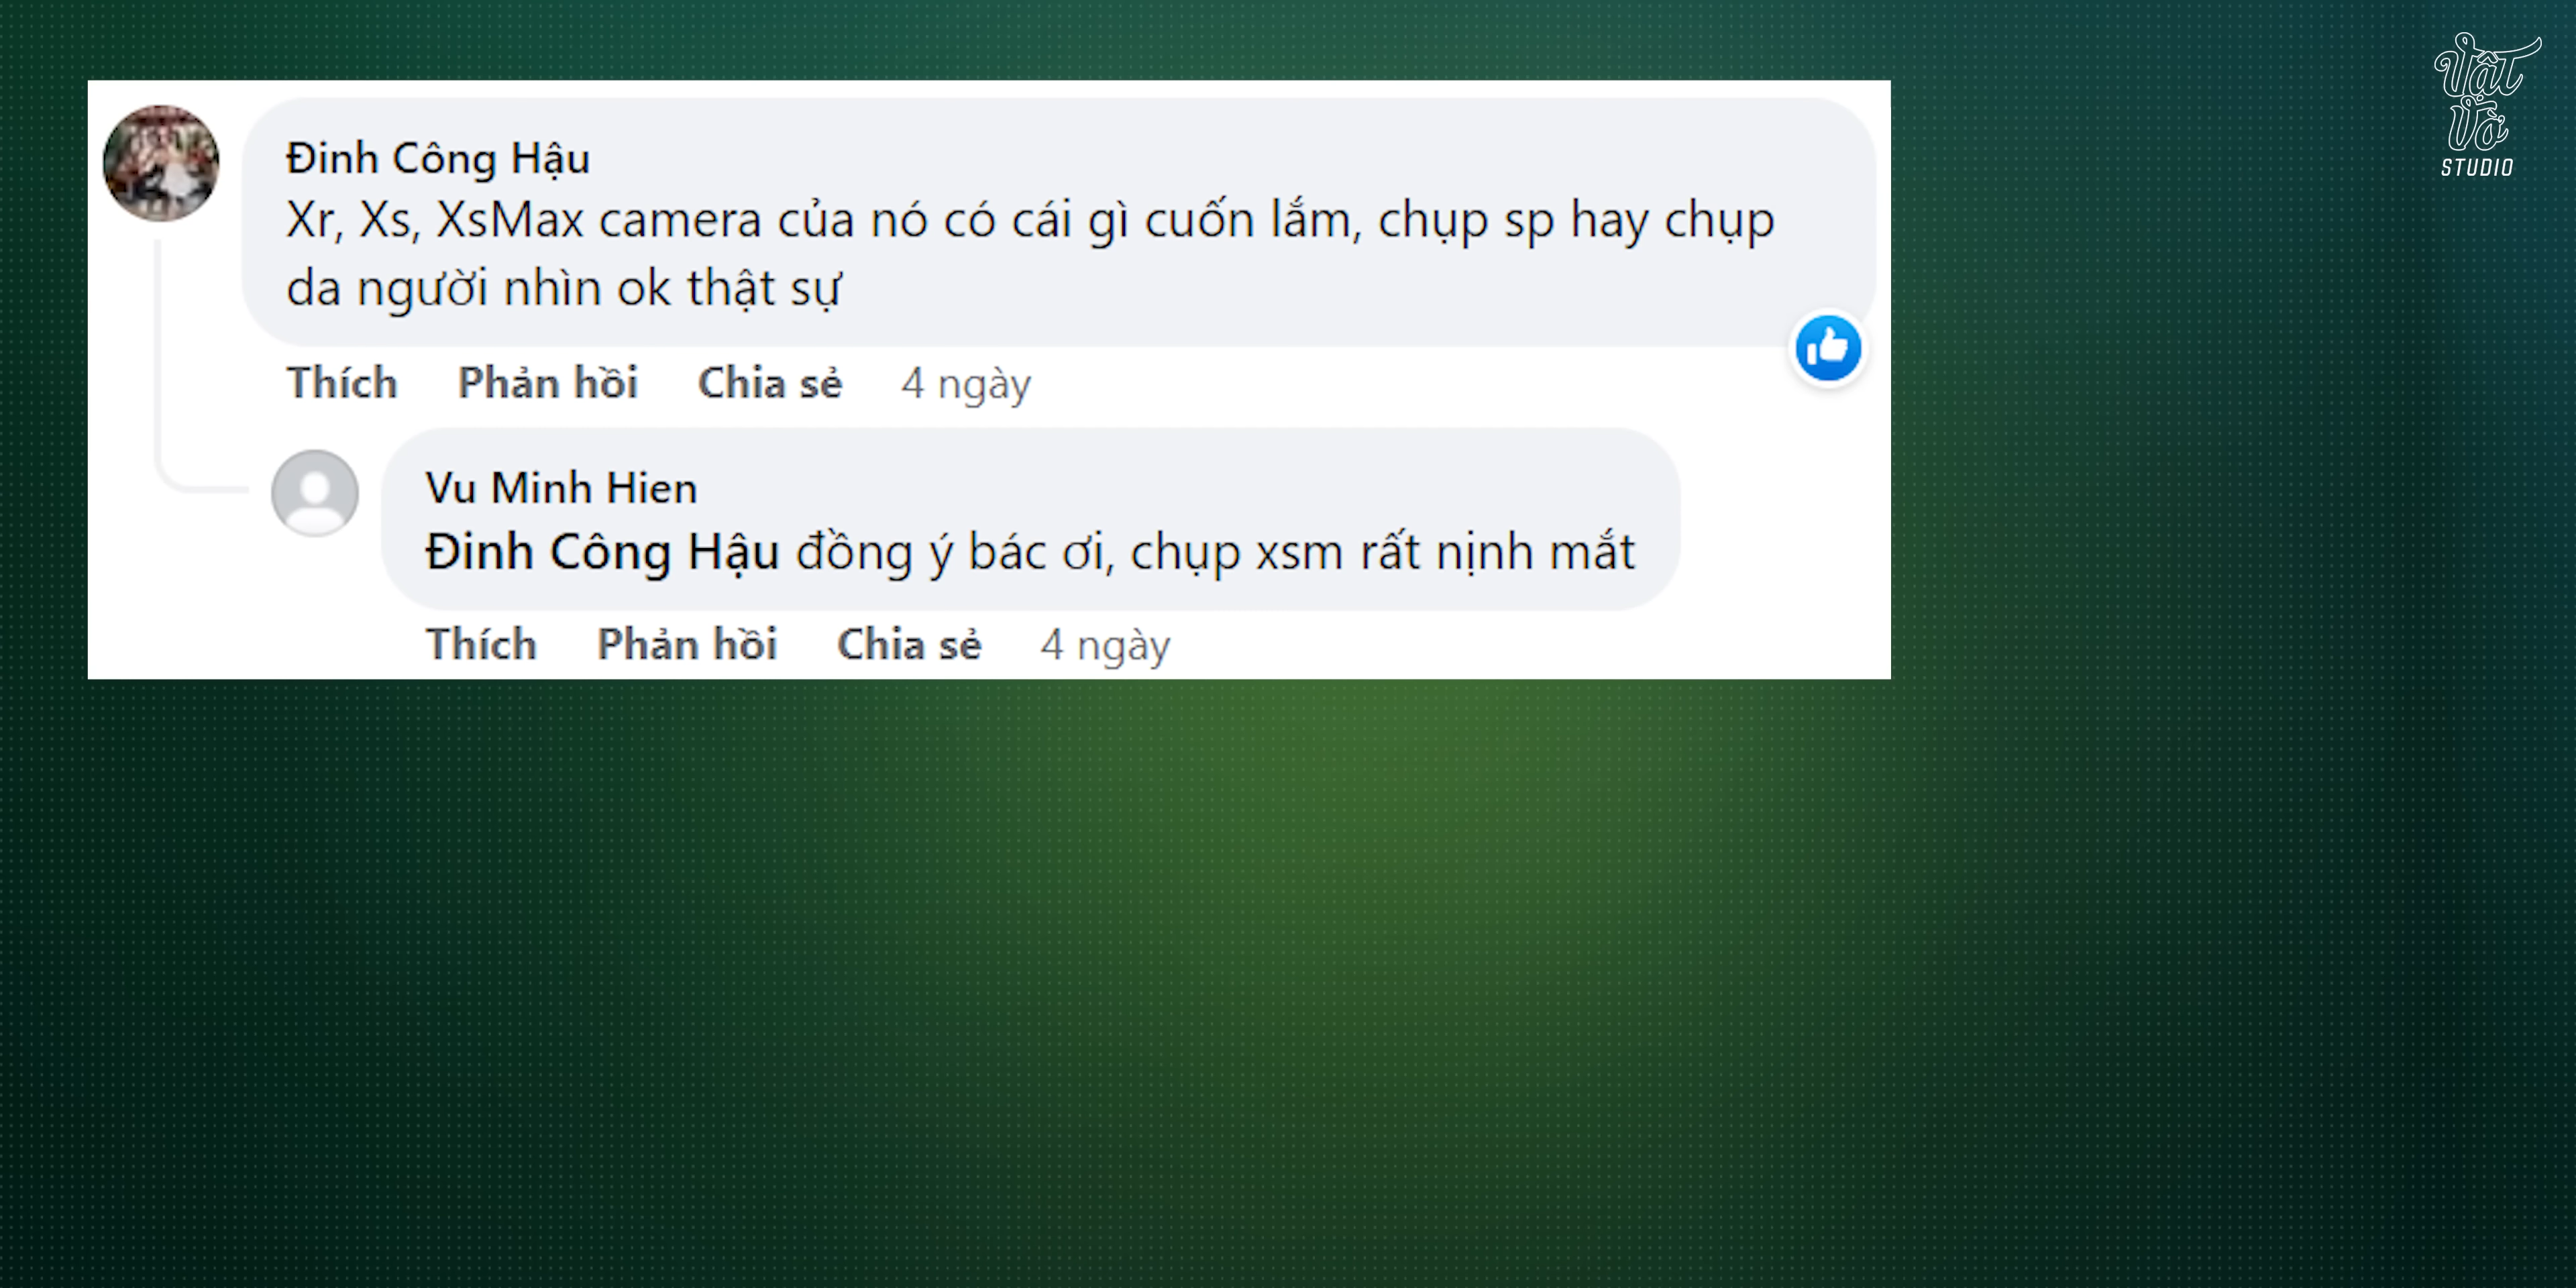 Vật
Vờ
STUDIO
Đinh Công Hậu
Xr, Xs, XsMax camera của nó có cái gì cuốn lắm, chụp sp hay chụp
da người nhìn ok thật sự
Thích Phản hồi Chia sẻ 4 ngày
Vu Minh Hien
Đinh Công Hậu đồng ý bác ơi, chụp xsm rất nịnh mắt
Thích Phản hồi Chia sẻ 4 ngày